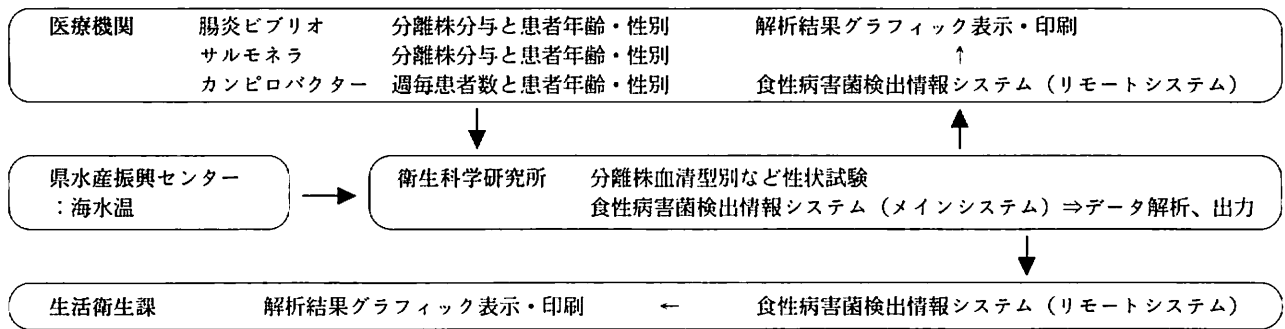 医療機関 腸炎ビブリオ 分離株分与と患者年齢・性別 解析結果グラフィック表示・印刷
サルモネラ 分離株分与と患者年齢・性別 ↑
カンピロバクター 週毎患者数と患者年齢・性別 食性病害菌検出情報システム(リモートシステム)
県水産振興センター
:海水温
衛生科学研究所 分離株血清型別など性状試験
食性病害菌検出情報システム(メインシステム)⇒データ解析、出力
生活衛生課 解析結果グラフィック表示・印刷 ← 食性病害菌検出情報システム(リモートシステム)